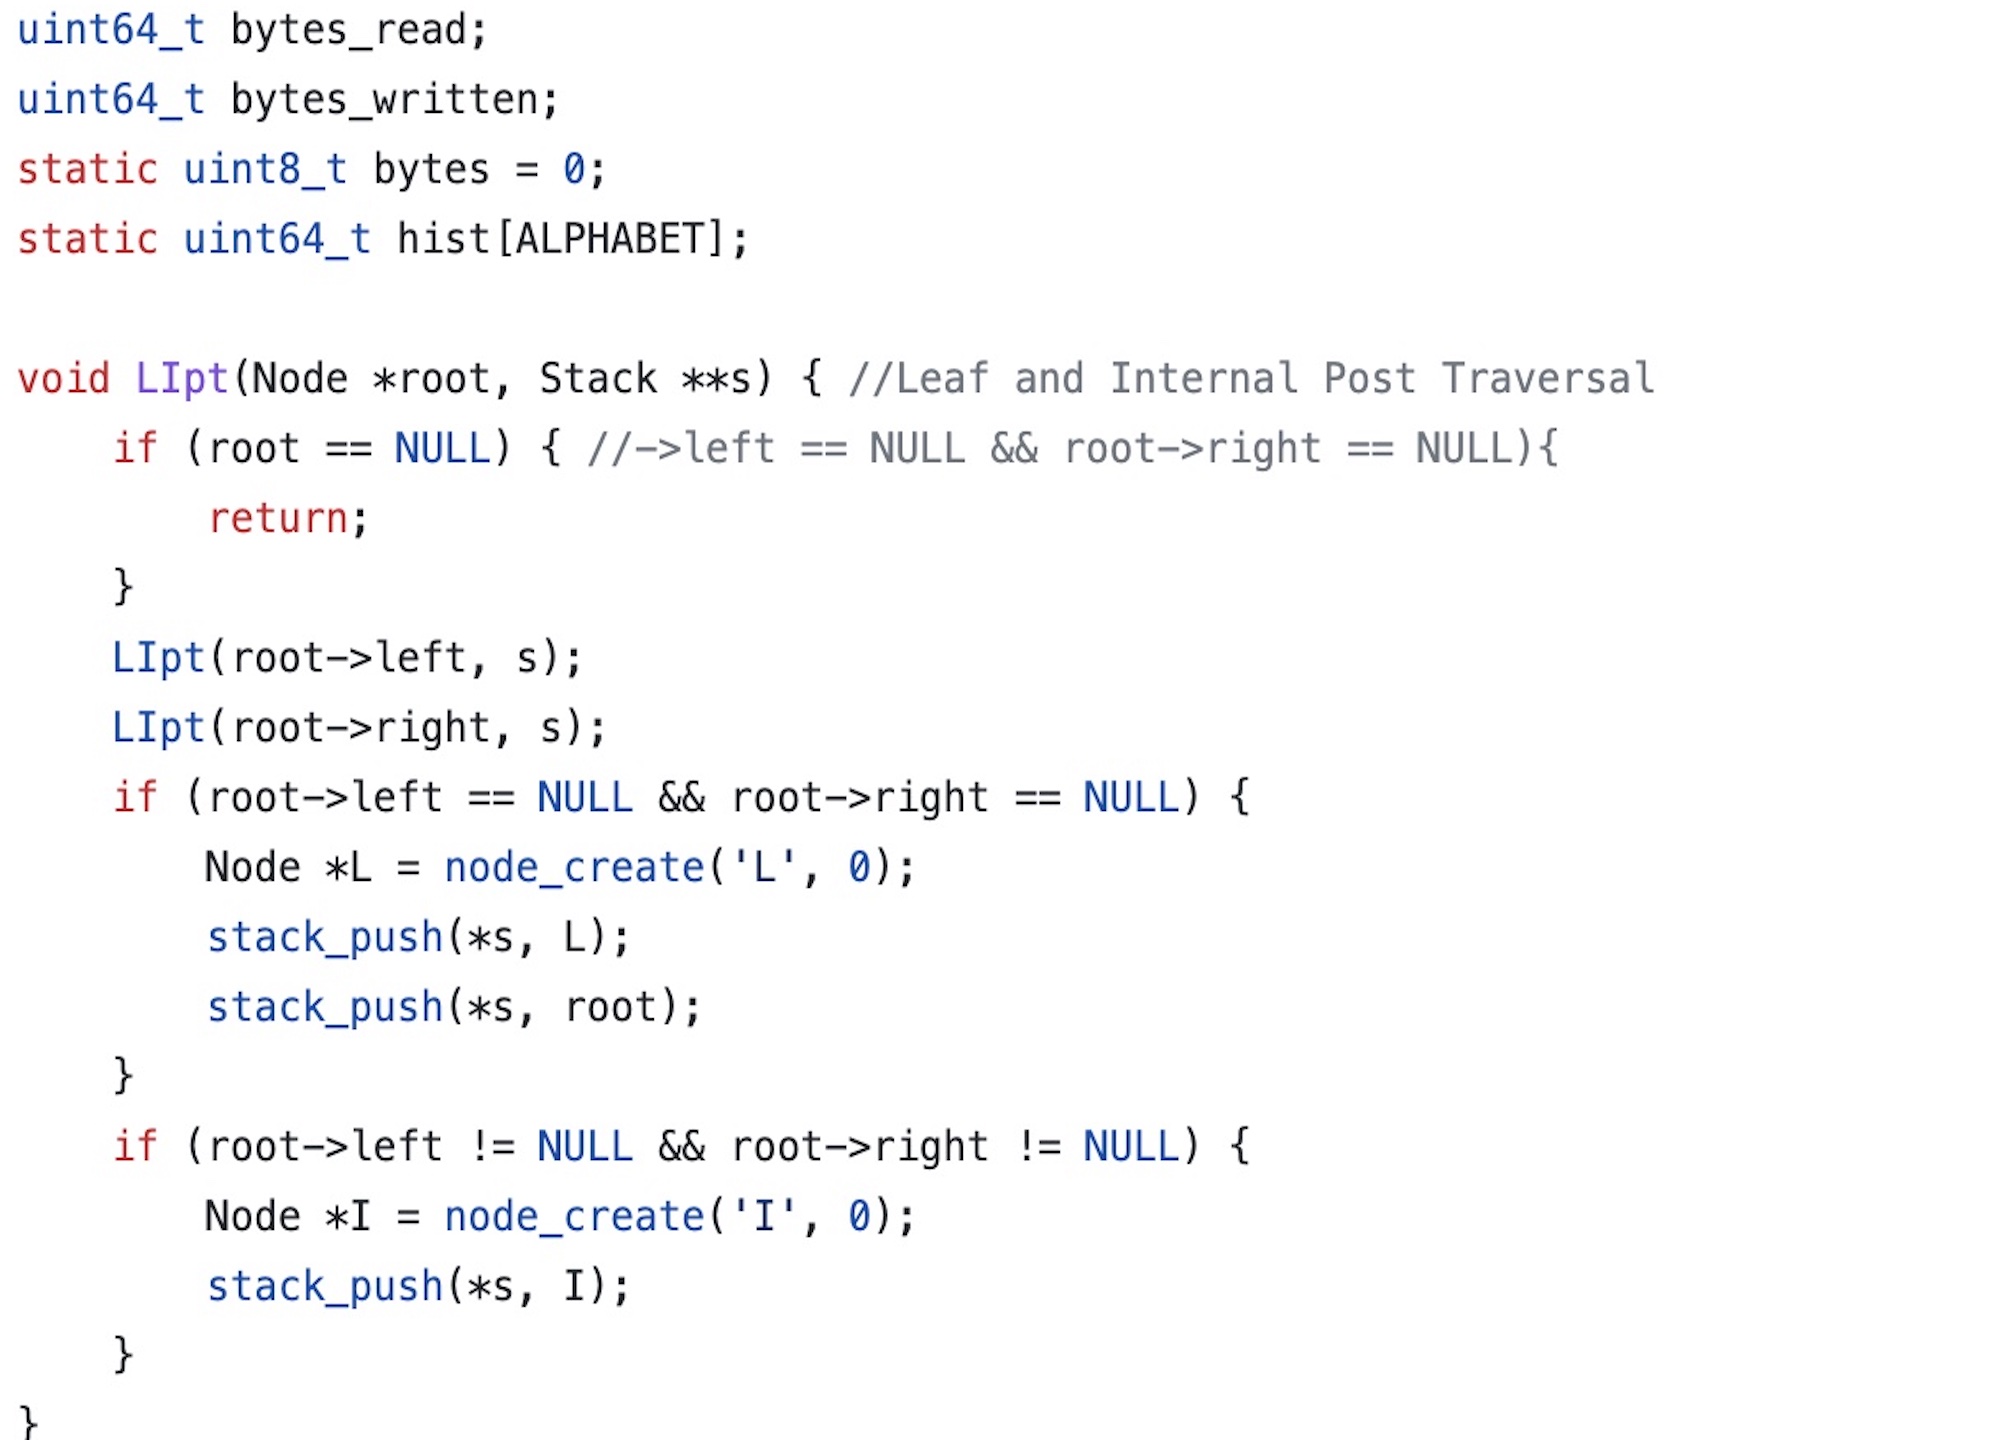 uint64_t bytes_read;
uint64_t bytes_written;
static uint8_t bytes = 0;
static uint64_t hist[ALPHABET];

void LIpt(Node *root, Stack **s) { //Leaf and Internal Post Traversal
    if (root == NULL) { //->left == NULL && root->right == NULL){
        return;
    }
    LIpt(root->left, s);
    LIpt(root->right, s);
    if (root->left == NULL && root->right == NULL) {
        Node *L = node_create('L', 0);
        stack_push(*s, L);
        stack_push(*s, root);
    }
    if (root->left != NULL && root->right != NULL) {
        Node *I = node_create('I', 0);
        stack_push(*s, I);
    }
}